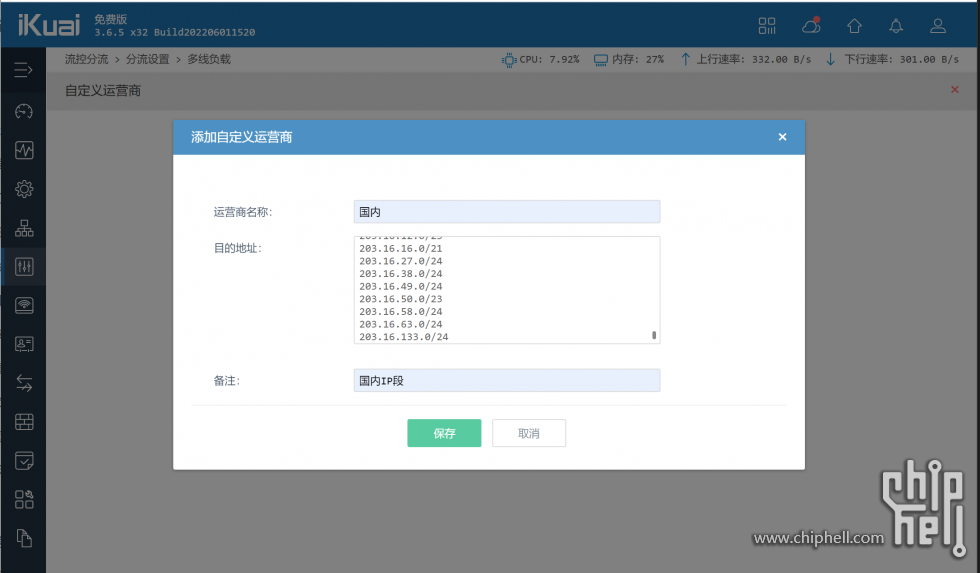 iKuai 免费版
3.6.5 x32 Build202206011520
流控分流 > 分流设置 > 多线负载 CPU: 7.92% 内存: 27% 上行速率: 332.00 B/s 下行速率: 301.00 B/s
自定义运营商
添加自定义运营商
运营商名称: 国内
目的地址: 203.16.12.0/23
203.16.16.0/21
203.16.27.0/24
203.16.38.0/24
203.16.49.0/24
203.16.50.0/23
203.16.58.0/24
203.16.63.0/24
203.16.133.0/24
备注: 国内IP段
保存 取消
chip hell
www.chiphell.com